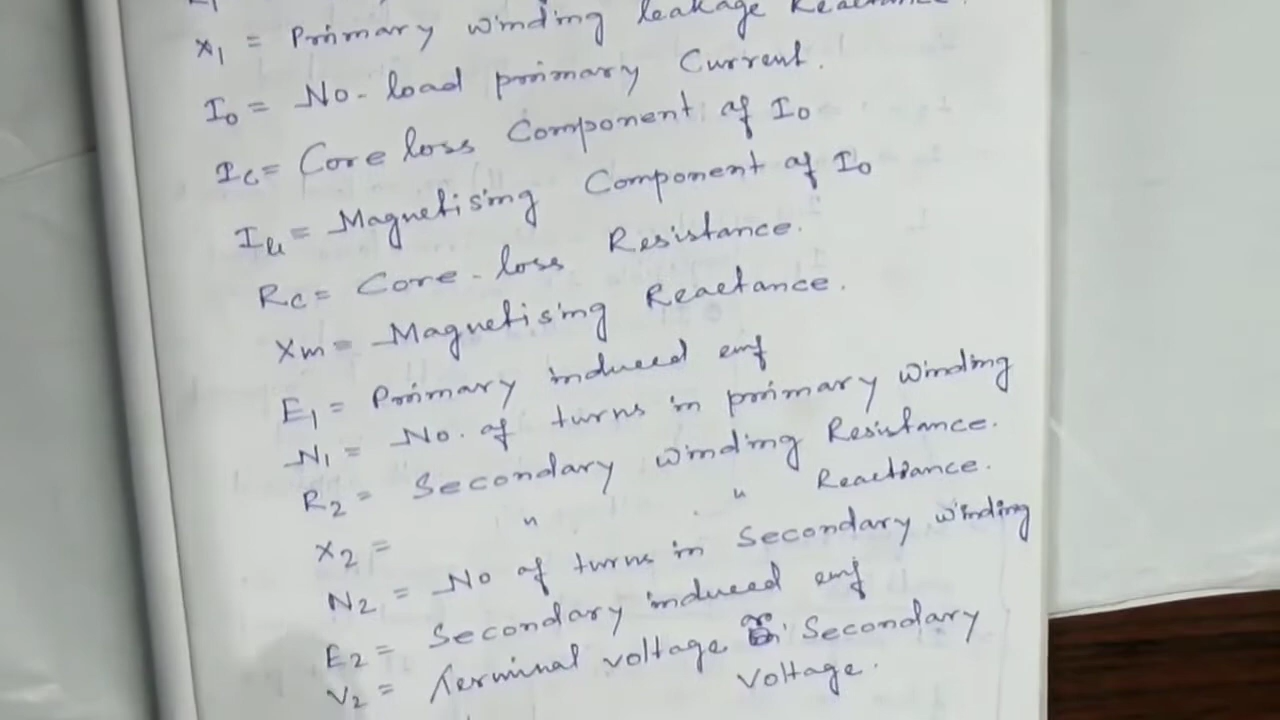 X1 = Primary winding leakage Reactance.
I0 = No-load primary Current.
Ic = Core loss Component of I0
Iμ = Magnetising Component of I0
Rc = Core-loss Resistance.
Xm = Magnetising Reactance.
E1 = Primary induced emf
N1 = No. of turns in primary winding
R2 = Secondary winding Resistance.
X2 = " " Reactance.
N2 = No of turns in Secondary winding
E2 = Secondary induced emf
V2 = Terminal voltage or Secondary
Voltage.